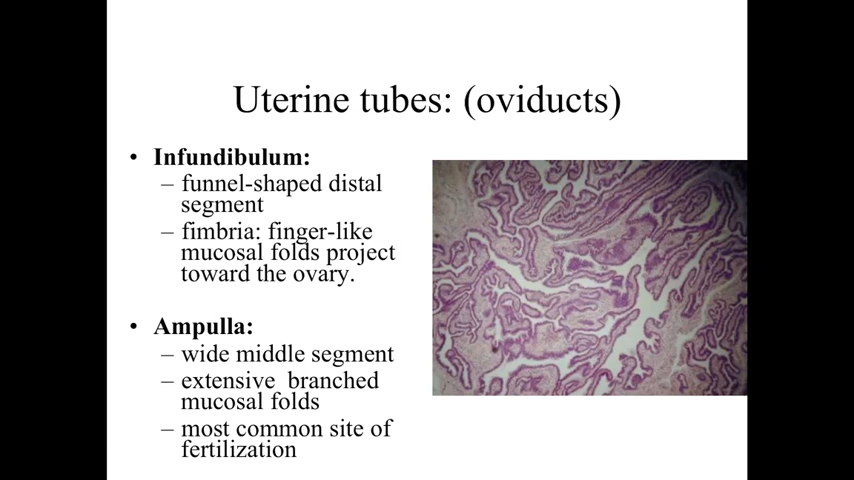 Uterine tubes: (oviducts)
• Infundibulum:
– funnel-shaped distal
segment
– fimbria: finger-like
mucosal folds project
toward the ovary.
• Ampulla:
– wide middle segment
– extensive  branched
mucosal folds
– most common site of
fertilization